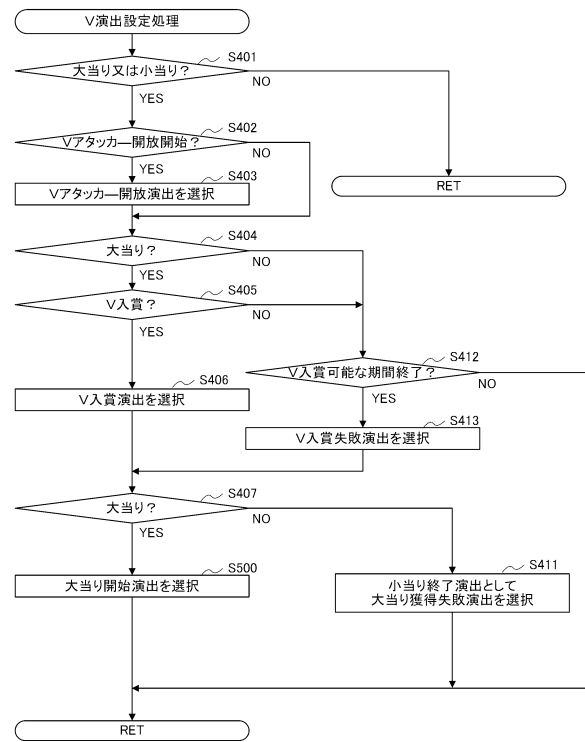 V演出設定処理
S401
大当り又は小当り?
NO
YES
S402
Vアタッカー開放開始?
NO
YES
S403
Vアタッカー開放演出を選択
RET
S404
大当り?
NO
YES
S405
V入賞?
NO
YES
S412
V入賞可能な期間終了?
NO
YES
S406
V入賞演出を選択
S413
V入賞失敗演出を選択
S407
大当り?
NO
YES
S500
大当り開始演出を選択
S411
小当り終了演出として
大当り獲得失敗演出を選択
RET